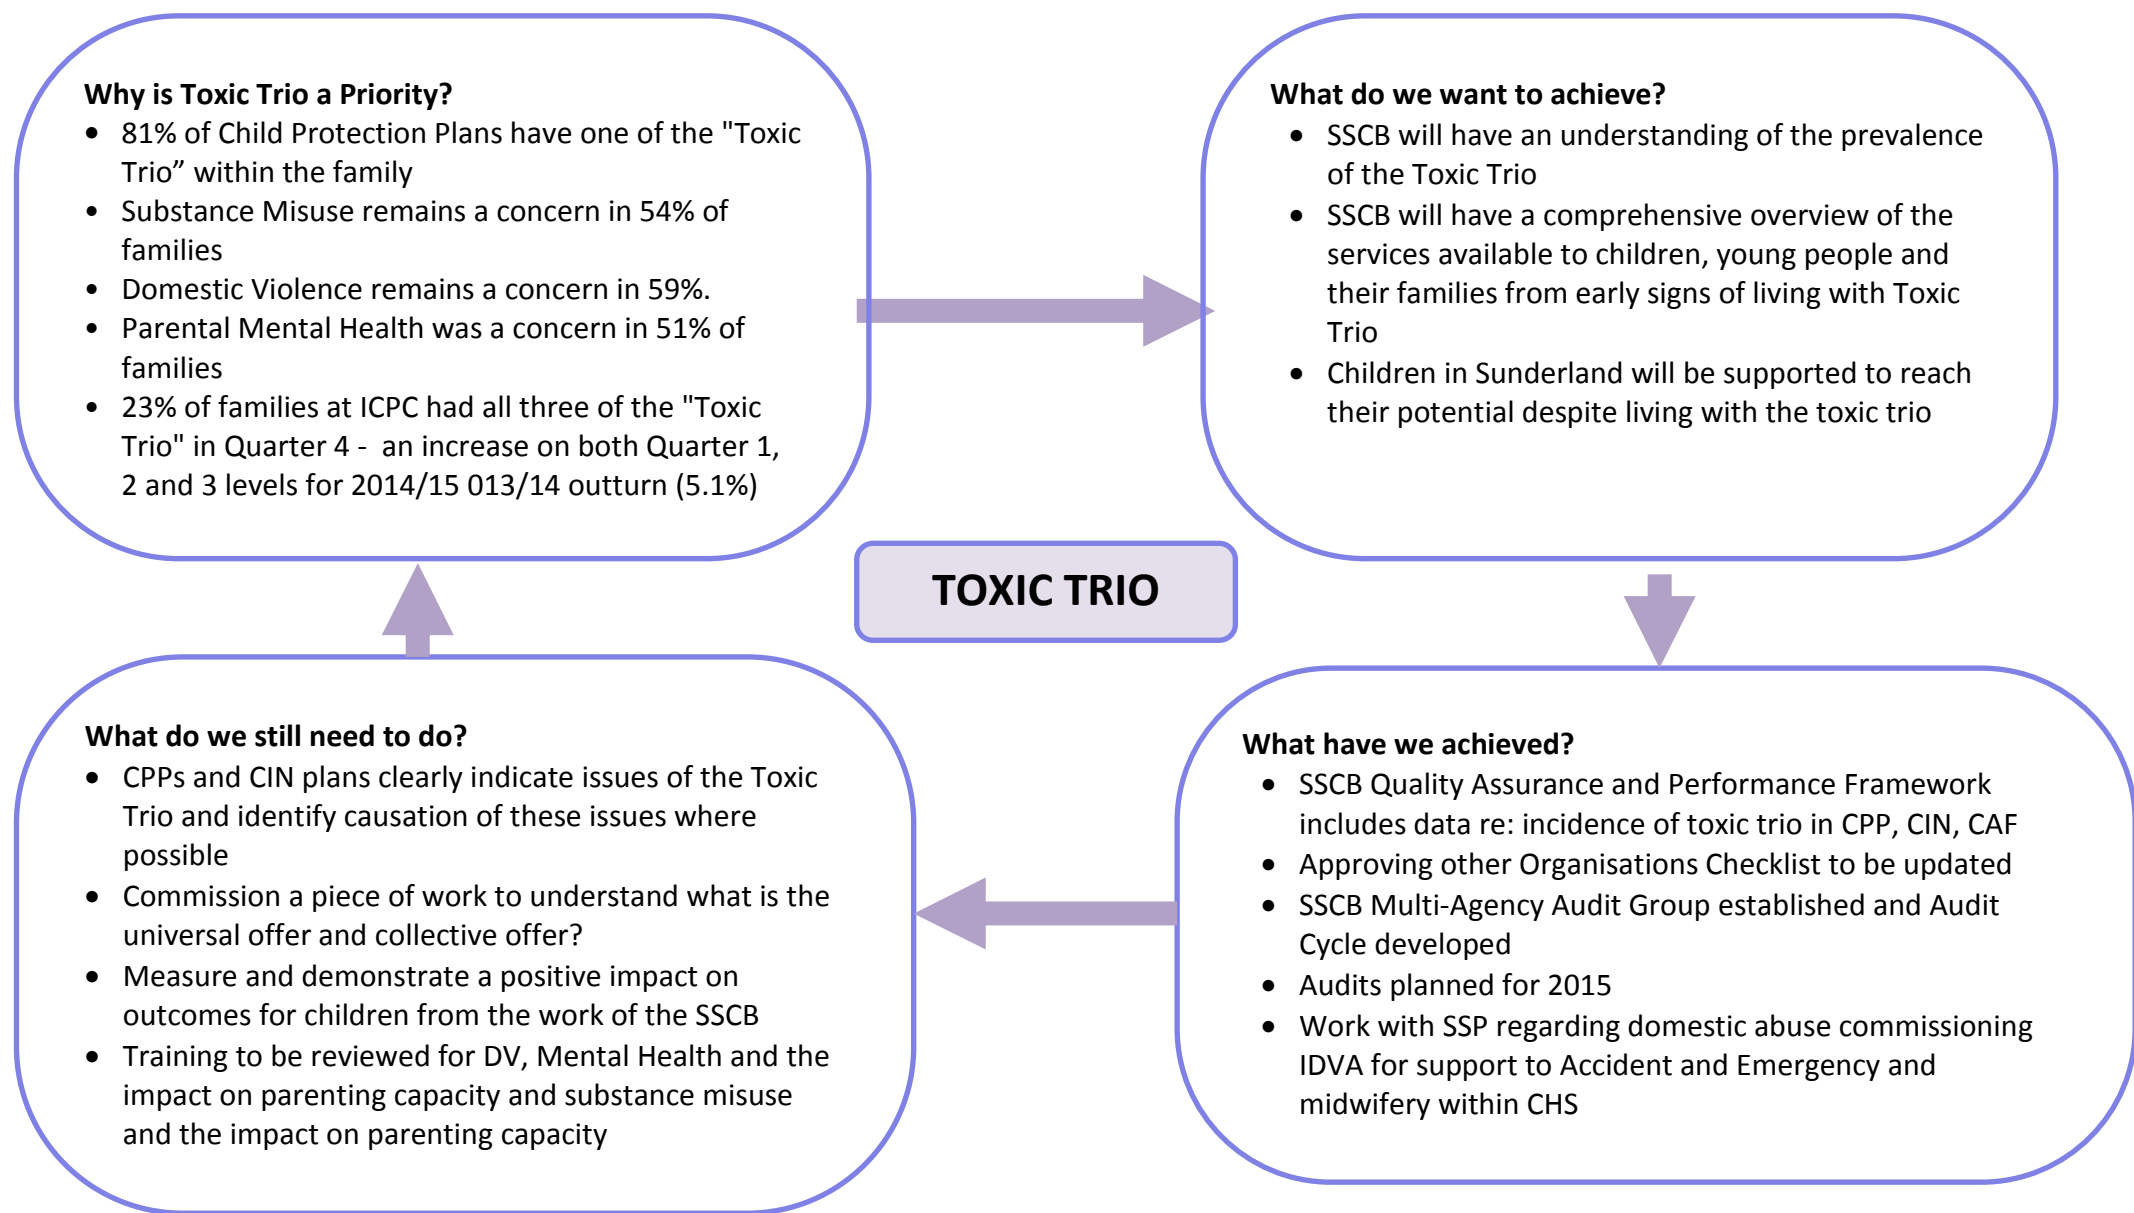 Why is Toxic Trio a Priority?
• 81% of Child Protection Plans have one of the "Toxic
Trio” within the family
• Substance Misuse remains a concern in 54% of
families
• Domestic Violence remains a concern in 59%.
• Parental Mental Health was a concern in 51% of
families
• 23% of families at ICPC had all three of the "Toxic
Trio" in Quarter 4 - an increase on both Quarter 1,
2 and 3 levels for 2014/15 013/14 outturn (5.1%)
What do we want to achieve?
• SSCB will have an understanding of the prevalence
of the Toxic Trio
• SSCB will have a comprehensive overview of the
services available to children, young people and
their families from early signs of living with Toxic
Trio
• Children in Sunderland will be supported to reach
their potential despite living with the toxic trio
TOXIC TRIO
What do we still need to do?
• CPPs and CIN plans clearly indicate issues of the Toxic
Trio and identify causation of these issues where
possible
• Commission a piece of work to understand what is the
universal offer and collective offer?
• Measure and demonstrate a positive impact on
outcomes for children from the work of the SSCB
• Training to be reviewed for DV, Mental Health and the
impact on parenting capacity and substance misuse
and the impact on parenting capacity
What have we achieved?
• SSCB Quality Assurance and Performance Framework
includes data re: incidence of toxic trio in CPP, CIN, CAF
• Approving other Organisations Checklist to be updated
• SSCB Multi-Agency Audit Group established and Audit
Cycle developed
• Audits planned for 2015
• Work with SSP regarding domestic abuse commissioning
IDVA for support to Accident and Emergency and
midwifery within CHS